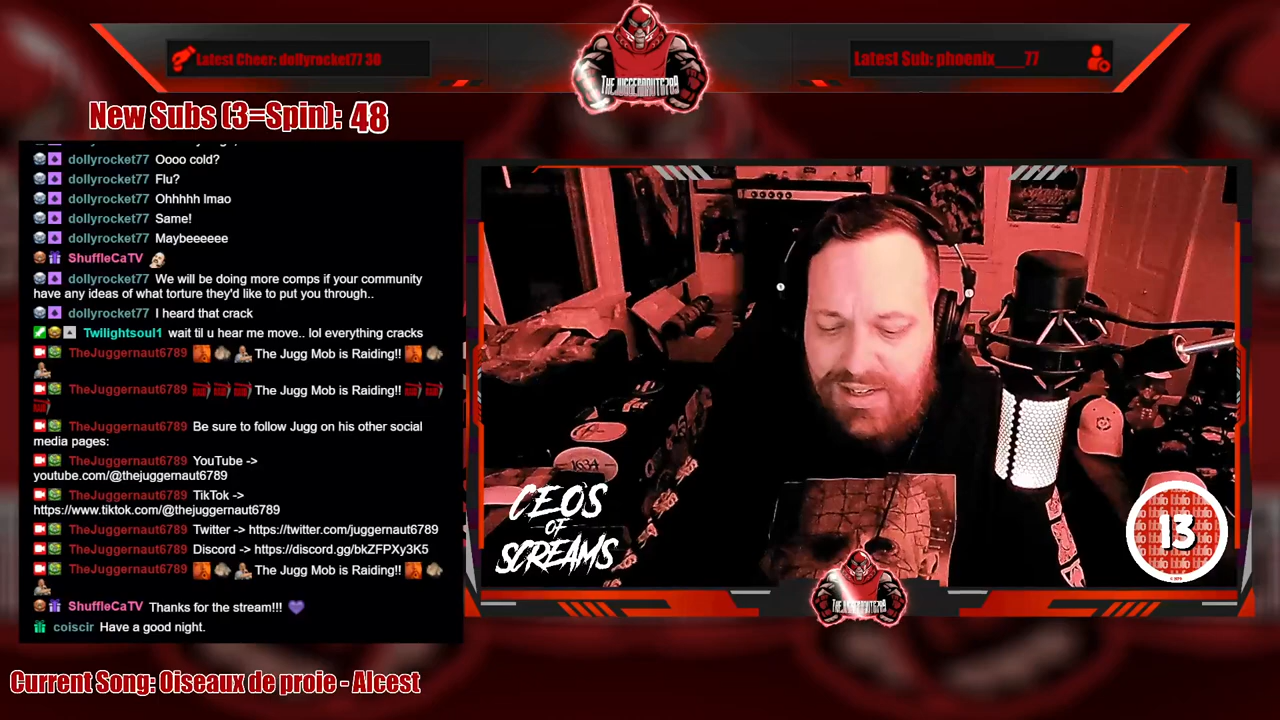 Latest Cheer: dollyrocket77 30
THEJUGGERNAUT6789
Latest Sub: phoenix___77
New Subs (3=Spin): 48
dollyrocket77 Oooo cold?
dollyrocket77 Flu?
dollyrocket77 Ohhhhh lmao
dollyrocket77 Same!
dollyrocket77 Maybeeeeee
ShuffleCaTV
dollyrocket77 We will be doing more comps if your community
have any ideas of what torture they'd like to put you through..
dollyrocket77 I heard that crack
Twilightsoul1 wait til u hear me move.. lol everything cracks
TheJuggernaut6789 The Jugg Mob is Raiding!!
TheJuggernaut6789 The Jugg Mob is Raiding!!
TheJuggernaut6789 Be sure to follow Jugg on his other social
media pages:
TheJuggernaut6789 YouTube ->
youtube.com/@thejuggernaut6789
TheJuggernaut6789 TikTok ->
https://www.tiktok.com/@thejuggernaut6789
TheJuggernaut6789 Twitter -> https://twitter.com/juggernaut6789
TheJuggernaut6789 Discord -> https://discord.gg/bkZFPXy3K5
TheJuggernaut6789 The Jugg Mob is Raiding!!
ShuffleCaTV Thanks for the stream!!!
coiscir Have a good night.
1634
CEO'S
OF
SCREAMS
13
THEJUGGERNAUT6789
Current Song: Oiseaux de proie - Alcest